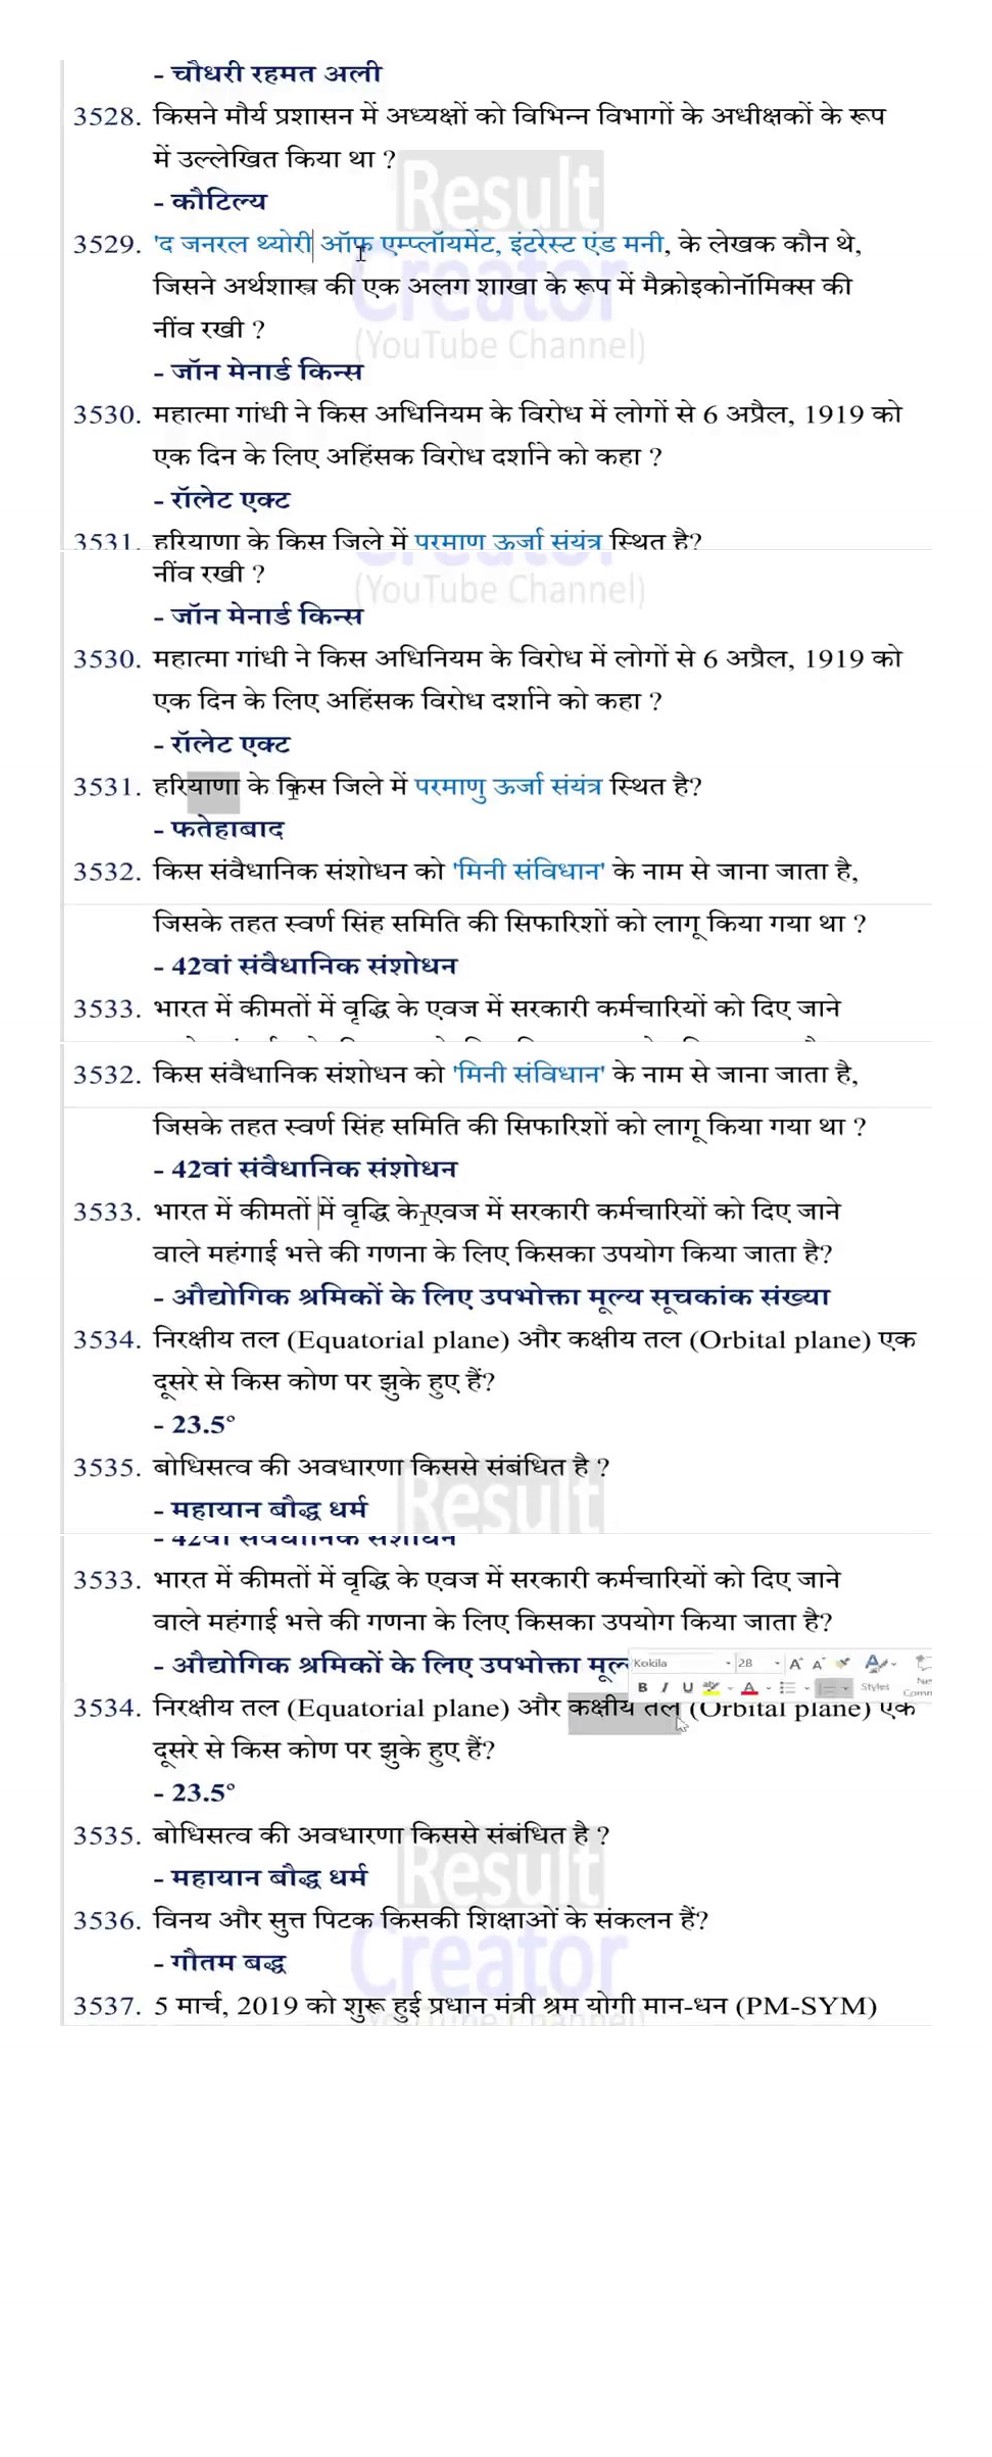 - चौधरी रहमत अली
3528. किसने मौर्य प्रशासन में अध्यक्षों को विभिन्न विभागों के अधीक्षकों के रूप
में उल्लेखित किया था ?
Result
- कौटिल्य
3529. 'द जनरल थ्योरी ऑफ एम्प्लॉयमेंट, इंटरेस्ट एंड मनी, के लेखक कौन थे,
Creator
जिसने अर्थशास्त्र की एक अलग शाखा के रूप में मैक्रोइकोनॉमिक्स की
नींव रखी ?
(YouTube Channel)
- जॉन मेनार्ड किन्स
3530. महात्मा गांधी ने किस अधिनियम के विरोध में लोगों से 6 अप्रैल, 1919 को
एक दिन के लिए अहिंसक विरोध दर्शाने को कहा ?
- रॉलेट एक्ट
3531. हरियाणा के किस जिले में परमाणु ऊर्जा संयंत्र स्थित है?
नींव रखी ?
(YouTube Channel)
- जॉन मेनार्ड किन्स
3530. महात्मा गांधी ने किस अधिनियम के विरोध में लोगों से 6 अप्रैल, 1919 को
एक दिन के लिए अहिंसक विरोध दर्शाने को कहा ?
- रॉलेट एक्ट
3531. हरियाणा के किस जिले में परमाणु ऊर्जा संयंत्र स्थित है?
- फतेहाबाद
3532. किस संवैधानिक संशोधन को 'मिनी संविधान' के नाम से जाना जाता है,
जिसके तहत स्वर्ण सिंह समिति की सिफारिशों को लागू किया गया था ?
- 42वां संवैधानिक संशोधन
3533. भारत में कीमतों में वृद्धि के एवज में सरकारी कर्मचारियों को दिए जाने
3532. किस संवैधानिक संशोधन को 'मिनी संविधान' के नाम से जाना जाता है,
जिसके तहत स्वर्ण सिंह समिति की सिफारिशों को लागू किया गया था ?
- 42वां संवैधानिक संशोधन
3533. भारत में कीमतों में वृद्धि के एवज में सरकारी कर्मचारियों को दिए जाने
वाले महंगाई भत्ते की गणना के लिए किसका उपयोग किया जाता है?
- औद्योगिक श्रमिकों के लिए उपभोक्ता मूल्य सूचकांक संख्या
3534. निरक्षीय तल (Equatorial plane) और कक्षीय तल (Orbital plane) एक
दूसरे से किस कोण पर झुके हुए हैं?
- 23.5°
3535. बोधिसत्व की अवधारणा किससे संबंधित है ?
Result
- महायान बौद्ध धर्म
- 42वां संवैधानिक संशोधन
3533. भारत में कीमतों में वृद्धि के एवज में सरकारी कर्मचारियों को दिए जाने
वाले महंगाई भत्ते की गणना के लिए किसका उपयोग किया जाता है?
- औद्योगिक श्रमिकों के लिए उपभोक्ता मूल्
Kokila 28 A A A
B I U A Styles
3534. निरक्षीय तल (Equatorial plane) और कक्षीय तल (Orbital plane) एक
दूसरे से किस कोण पर झुके हुए हैं?
- 23.5°
3535. बोधिसत्व की अवधारणा किससे संबंधित है ?
Result
- महायान बौद्ध धर्म
3536. विनय और सुत्त पिटक किसकी शिक्षाओं के संकलन हैं?
Creator
- गौतम बद्ध
3537. 5 मार्च, 2019 को शुरू हुई प्रधान मंत्री श्रम योगी मान-धन (PM-SYM)